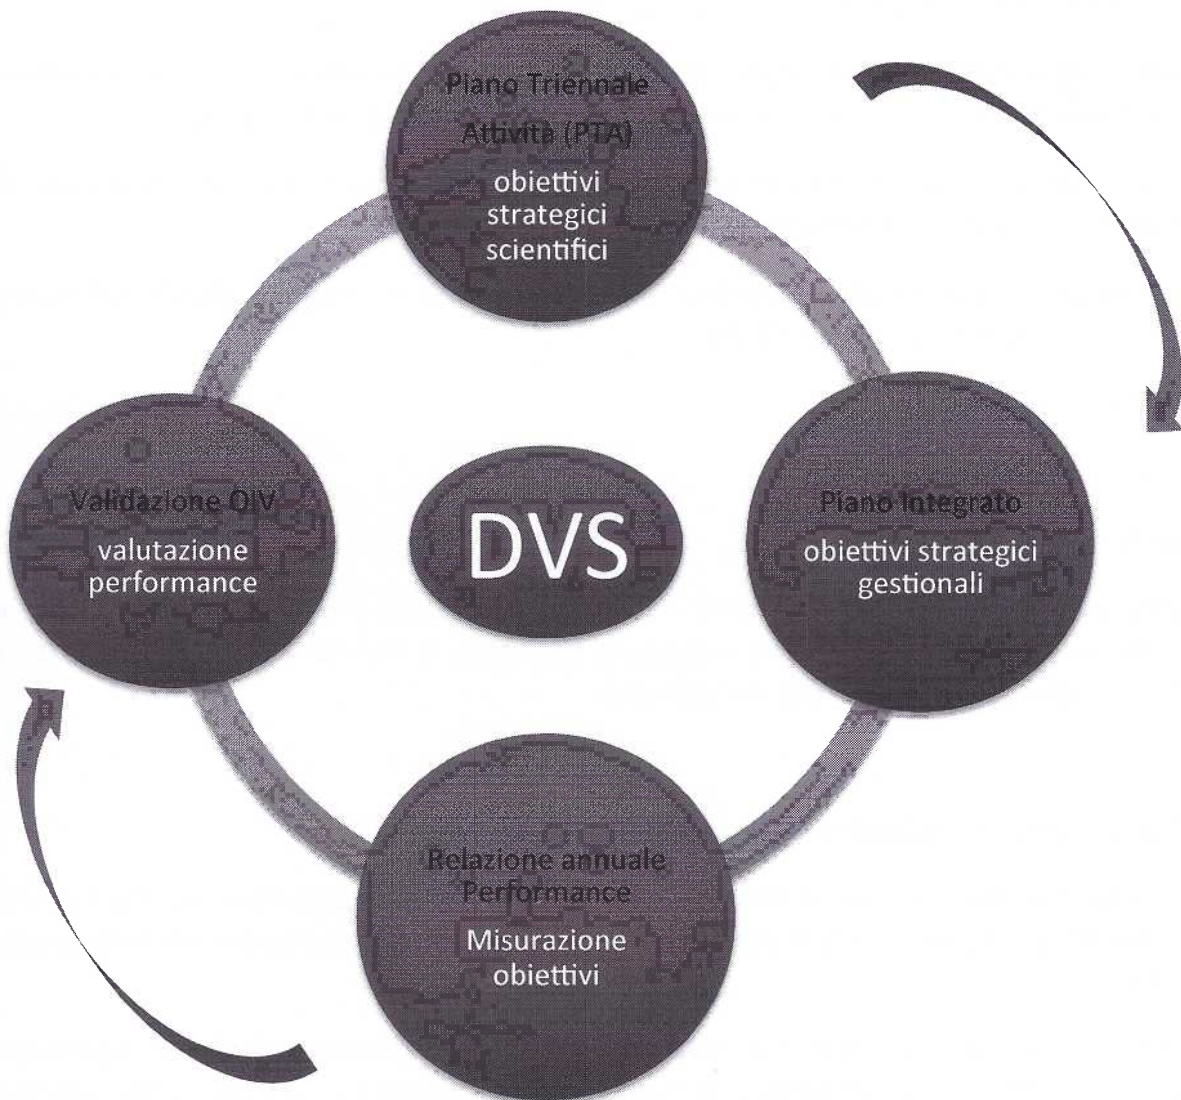 Piano Triennale
Attività (PTA)
obiettivi
strategici
scientifici
Validazione OIV
valutazione
performance
DVS
Piano Integrato
obiettivi strategici
gestionali
Relazione annuale
Performance
Misurazione
obiettivi